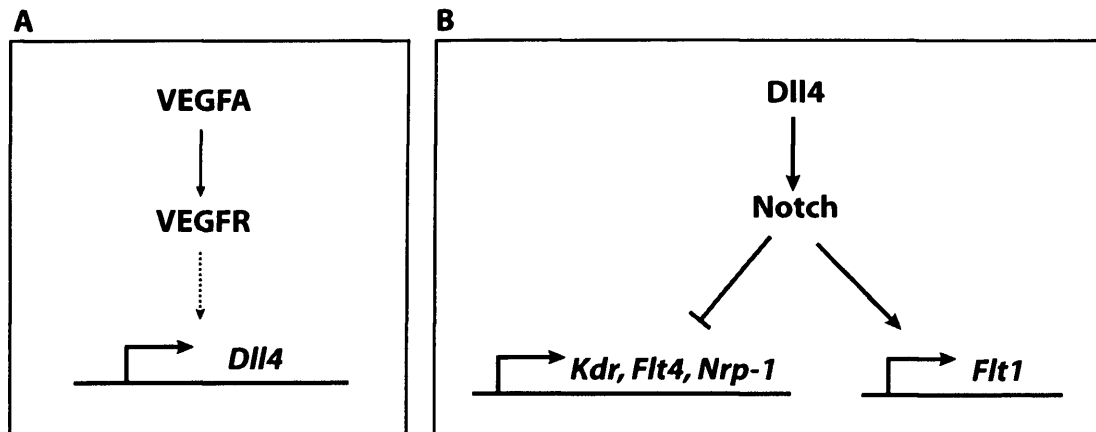 A
VEGFA
VEGFR
Dll4
B
Dll4
Notch
Kdr, Flt4, Nrp-1
Flt1